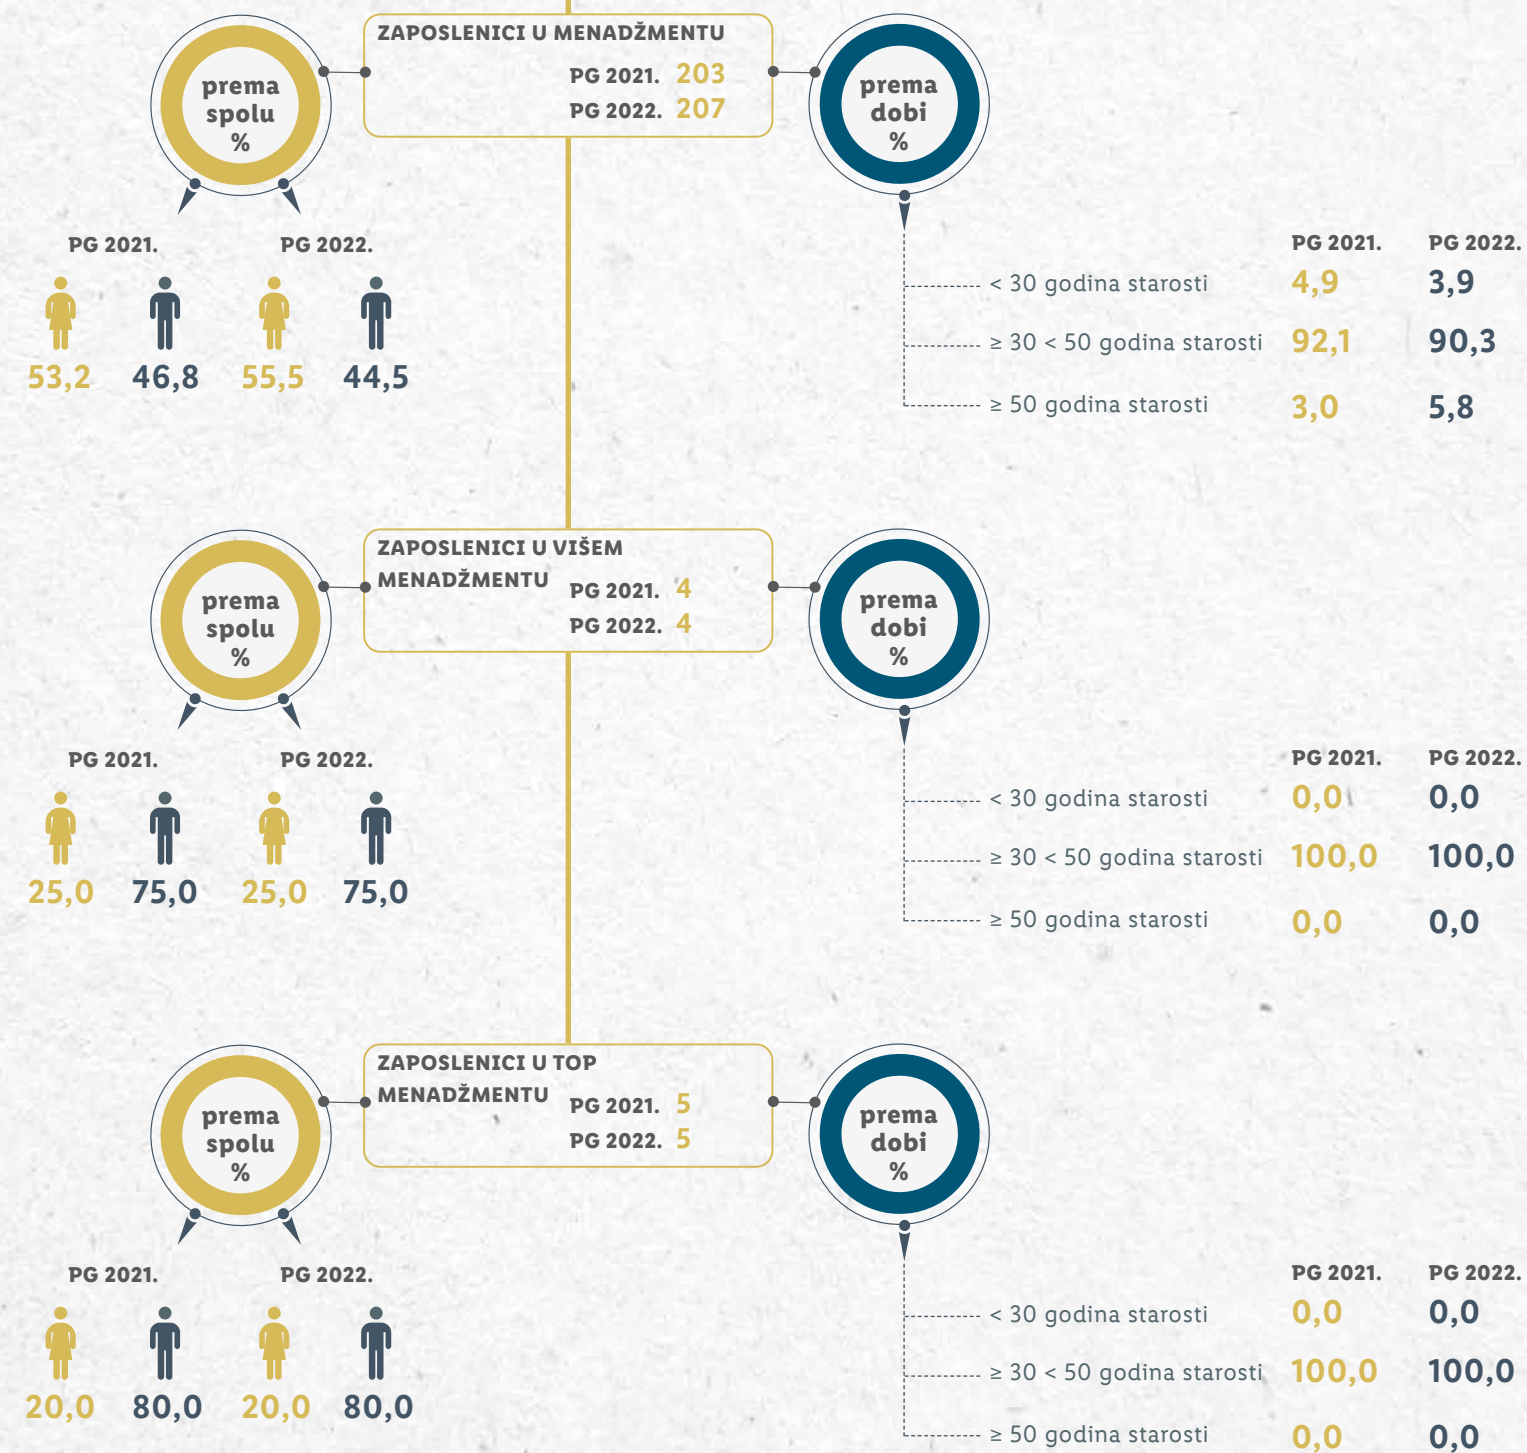 ZAPOSLENICI U MENADŽMENTU
PG 2021. 203
PG 2022. 207
prema
spolu
%
PG 2021. PG 2022.
53,2 46,8 55,5 44,5
prema
dobi
%
PG 2021. PG 2022.
< 30 godina starosti 4,9 3,9
≥ 30 < 50 godina starosti 92,1 90,3
≥ 50 godina starosti 3,0 5,8
ZAPOSLENICI U VIŠEM
MENADŽMENTU
PG 2021. 4
PG 2022. 4
prema
spolu
%
PG 2021. PG 2022.
25,0 75,0 25,0 75,0
prema
dobi
%
PG 2021. PG 2022.
< 30 godina starosti 0,0 0,0
≥ 30 < 50 godina starosti 100,0 100,0
≥ 50 godina starosti 0,0 0,0
ZAPOSLENICI U TOP
MENADŽMENTU
PG 2021. 5
PG 2022. 5
prema
spolu
%
PG 2021. PG 2022.
20,0 80,0 20,0 80,0
prema
dobi
%
PG 2021. PG 2022.
< 30 godina starosti 0,0 0,0
≥ 30 < 50 godina starosti 100,0 100,0
≥ 50 godina starosti 0,0 0,0